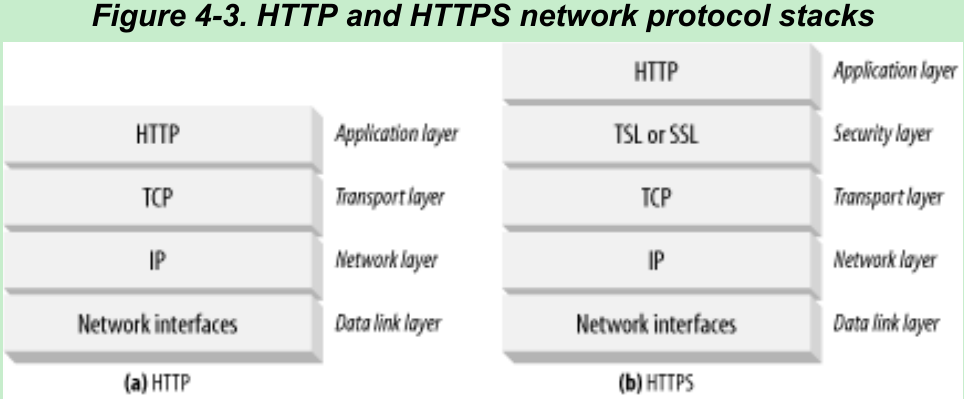 Figure 4-3. HTTP and HTTPS network protocol stacks
HTTP Application layer
TCP Transport layer
IP Network layer
Network interfaces Data link layer
(a) HTTP
HTTP Application layer
TSL or SSL Security layer
TCP Transport layer
IP Network layer
Network interfaces Data link layer
(b) HTTPS